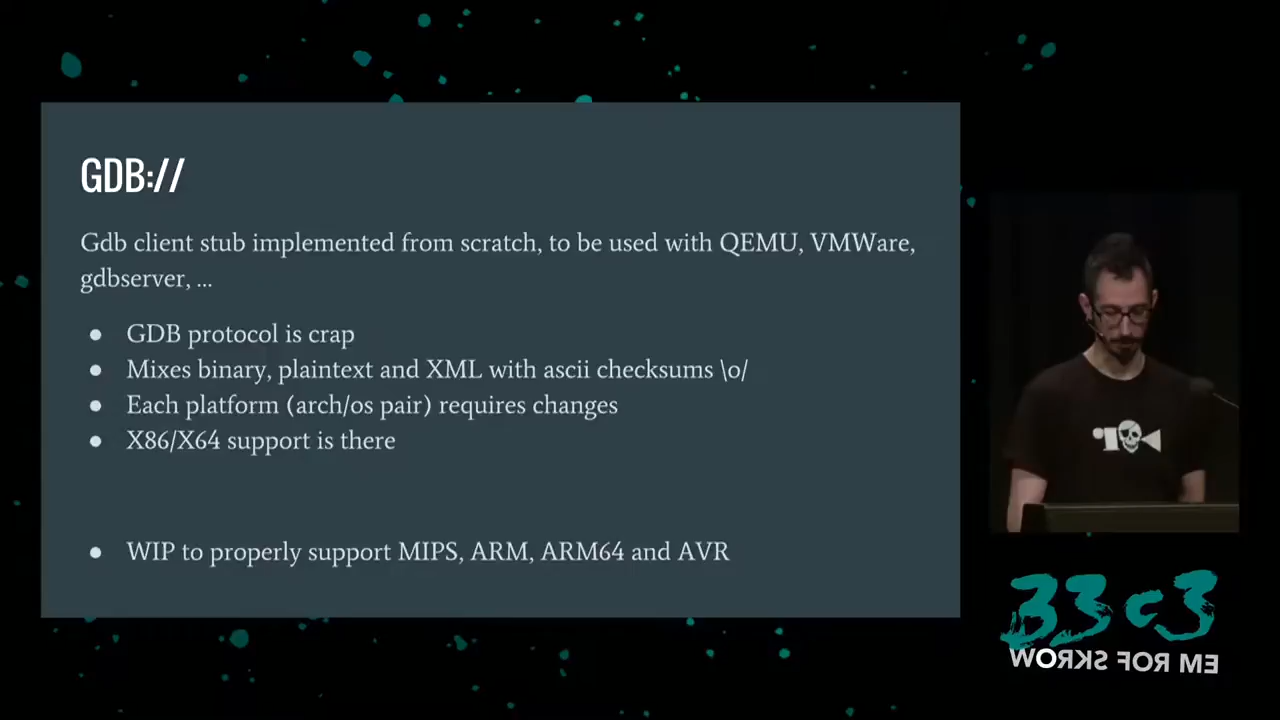 GDB://
Gdb client stub implemented from scratch, to be used with QEMU, VMWare,
gdbserver, ...
● GDB protocol is crap
● Mixes binary, plaintext and XML with ascii checksums \o/
● Each platform (arch/os pair) requires changes
● X86/X64 support is there
● WIP to properly support MIPS, ARM, ARM64 and AVR
33c3
WORKS FOR ME